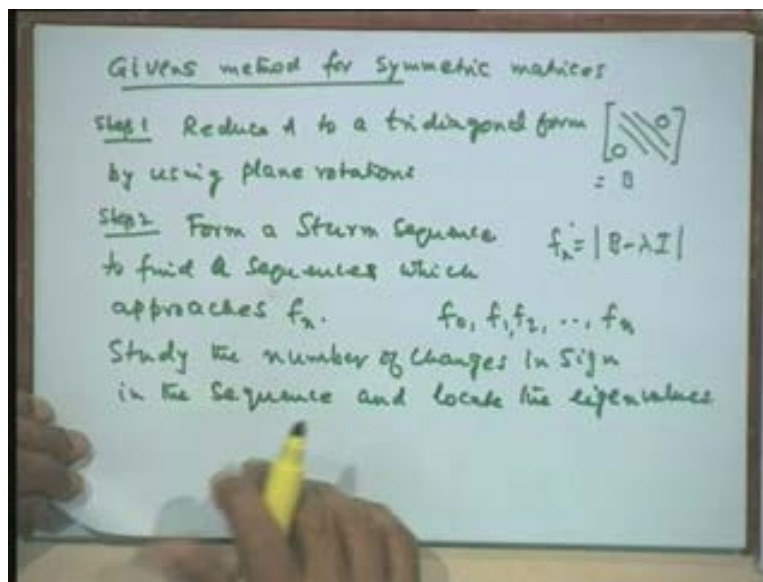 Givens method for Symmetric matrices
Step 1 Reduce A to a tridiagonal form
by using plane rotations = B
Step 2 Form a Sturm Sequence fₙ = |B-λI|
to find a sequences which
approaches fₙ. f₀, f₁, f₂, ..., fₙ
Study the number of changes in sign
in the sequence and locate the eigenvalues